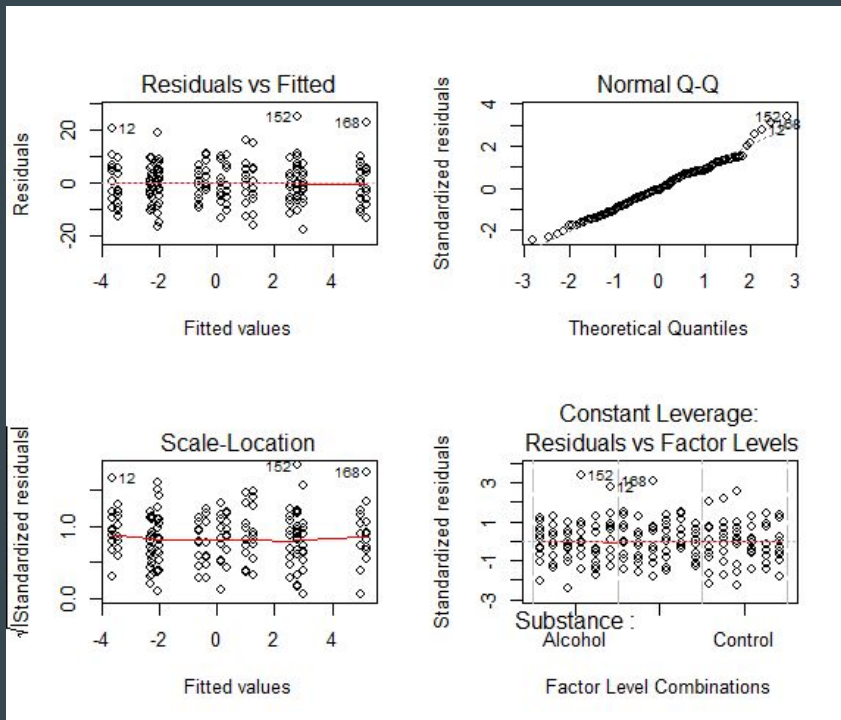 Residuals vs Fitted
Residuals
20
0
-20
12
152
168
-4
-2
0
2
4
Fitted values
Normal Q-Q
Standardized residuals
4
2
0
-2
152
168
12
-3
-2
-1
0
1
2
3
Theoretical Quantiles
Scale-Location
√|Standardized residuals|
1.0
0.0
12
152
168
-4
-2
0
2
4
Fitted values
Constant Leverage:
Residuals vs Factor Levels
Standardized residuals
3
1
-1
-3
152
168
12
Substance :
Alcohol
Control
Factor Level Combinations